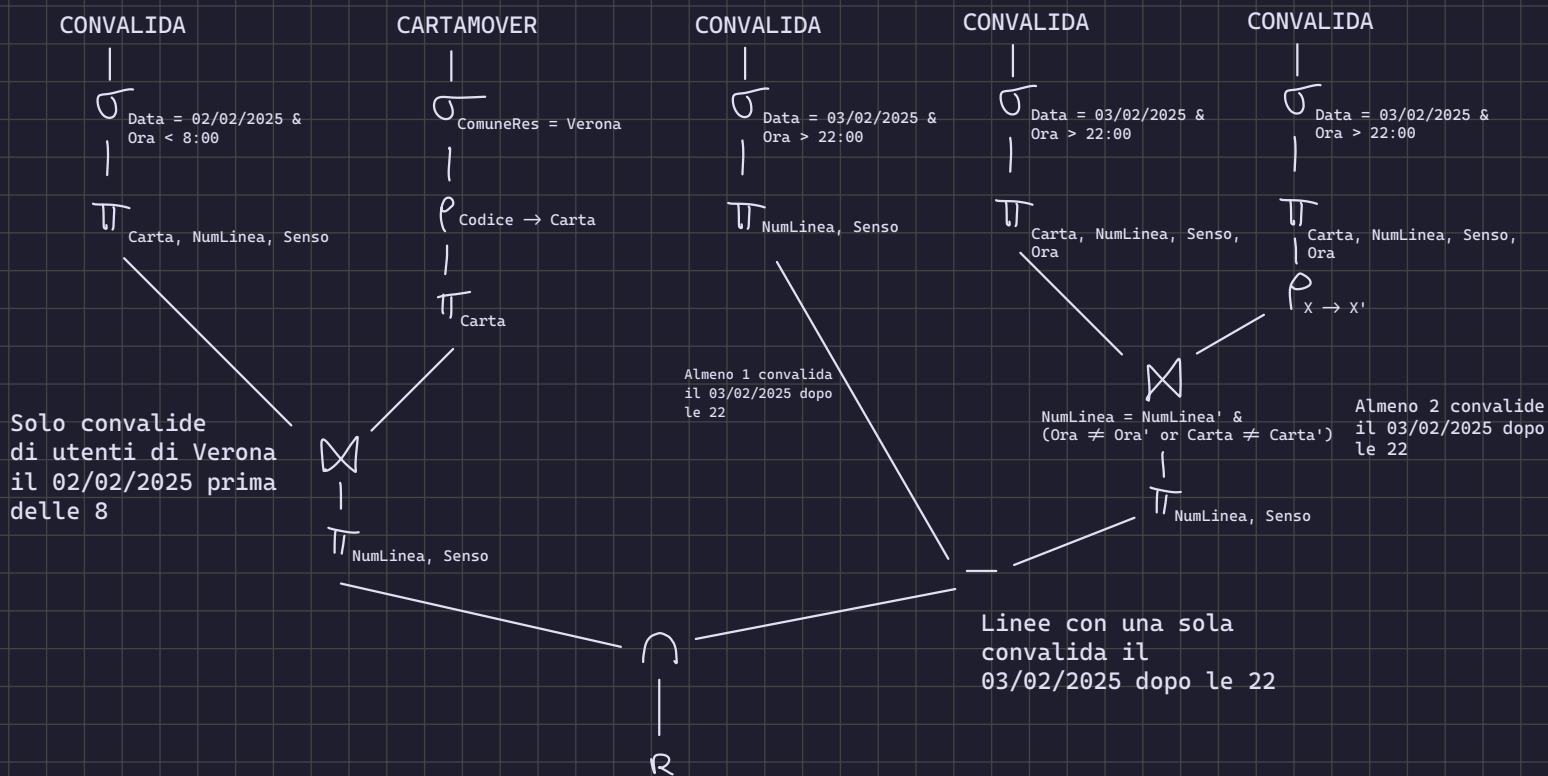 CONVALIDA
CARTAMOVER
CONVALIDA
CONVALIDA
CONVALIDA
σ Data = 02/02/2025 &
Ora < 8:00
σ ComuneRes = Verona
σ Data = 03/02/2025 &
Ora > 22:00
σ Data = 03/02/2025 &
Ora > 22:00
σ Data = 03/02/2025 &
Ora > 22:00
π Carta, NumLinea, Senso
ρ Codice → Carta
π NumLinea, Senso
π Carta, NumLinea, Senso,
Ora
π Carta, NumLinea, Senso,
Ora
π Carta
ρ X → X'
Almeno 1 convalida
il 03/02/2025 dopo
le 22
⋈
NumLinea = NumLinea' &
(Ora ≠ Ora' or Carta ≠ Carta')
Almeno 2 convalide
il 03/02/2025 dopo
le 22
Solo convalide
di utenti di Verona
il 02/02/2025 prima
delle 8
⋈
π NumLinea, Senso
π NumLinea, Senso
—
∩
Linee con una sola
convalida il
03/02/2025 dopo le 22
R